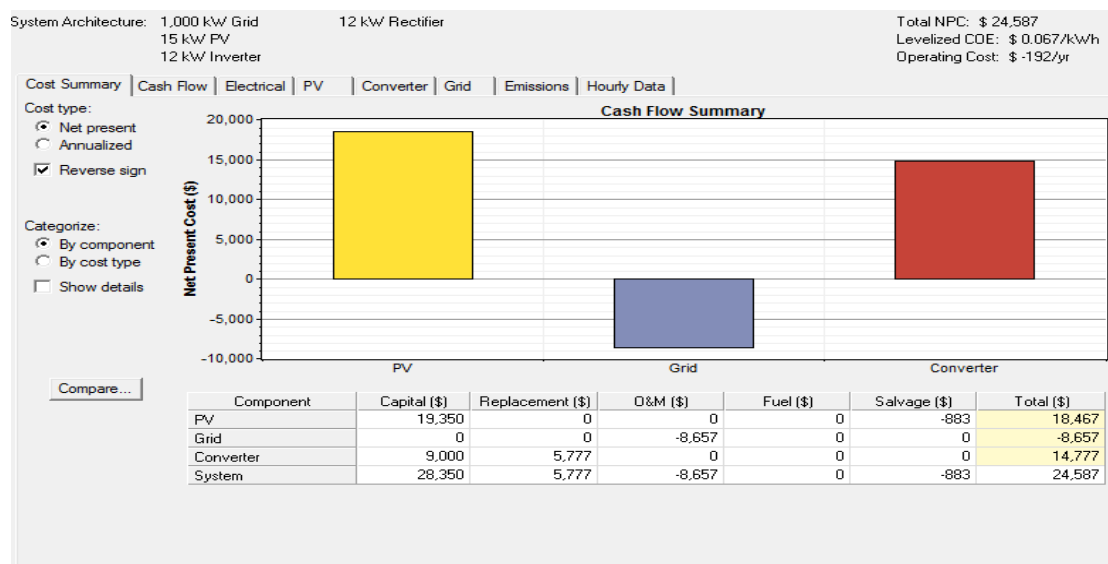 System Architecture: 1,000 kW Grid 12 kW Rectifier Total NPC: $ 24,587
15 kW PV Levelized COE: $ 0.067/kWh
12 kW Inverter Operating Cost: $ -192/yr
Cost Summary Cash Flow Electrical PV Converter Grid Emissions Hourly Data
Cost type:
Net present
Annualized
Reverse sign
Categorize:
By component
By cost type
Show details
Compare...
Cash Flow Summary
Net Present Cost ($)
20,000
15,000
10,000
5,000
0
-5,000
-10,000
PV Grid Converter
Component Capital ($) Replacement ($) O&M ($) Fuel ($) Salvage ($) Total ($)
PV 19,350 0 0 0 -883 18,467
Grid 0 0 -8,657 0 0 -8,657
Converter 9,000 5,777 0 0 0 14,777
System 28,350 5,777 -8,657 0 -883 24,587